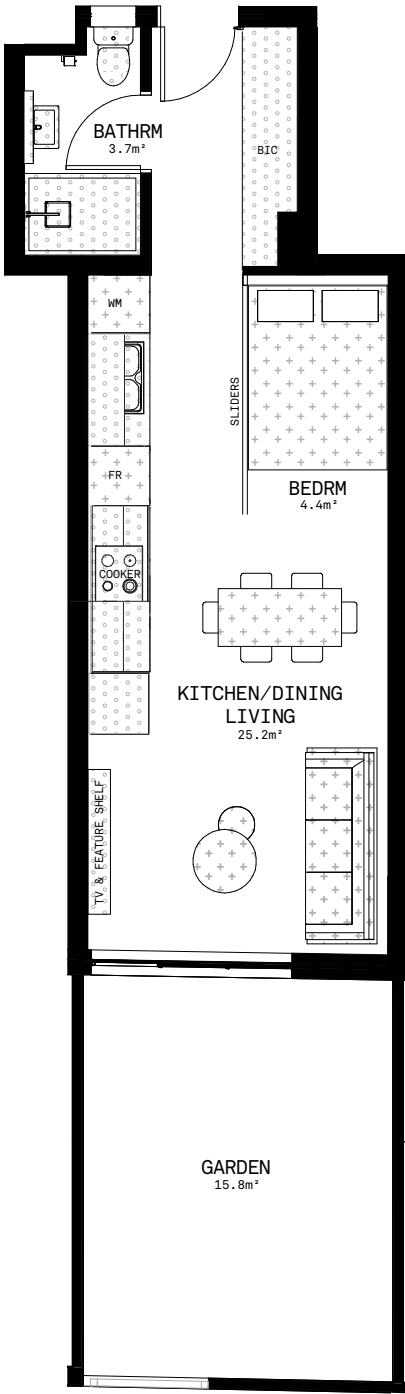 BATHRM
3.7m²
BIC
WM
SLIDERS
FR
BEDRM
4.4m²
COOKER
KITCHEN/DINING
LIVING
25.2m²
TV & FEATURE SHELF
GARDEN
15.8m²